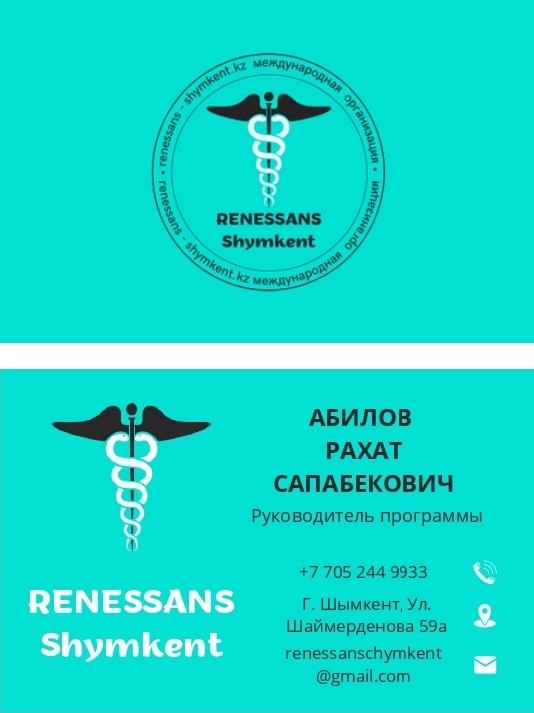 • renessans - shymkent.kz международная организация •
RENESSANS
Shymkent
renessans - shymkent.kz международная организация
АБИЛОВ
РАХАТ
САПАБЕКОВИЧ
Руководитель программы
+7 705 244 9933
Г. Шымкент, Ул.
Шаймерденова 59а
renessanschymkent
@gmail.com
RENESSANS
Shymkent